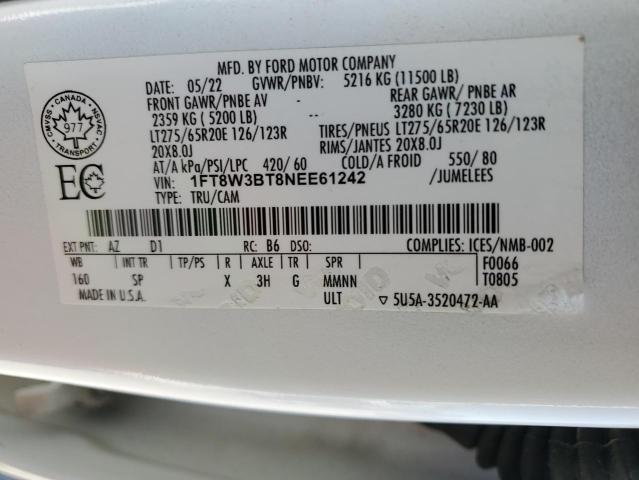 MFD. BY FORD MOTOR COMPANY
05/22 GVWR/PNBV: 5216 KG (11500 LB)
FRONT GAWR/PNBE AV REAR GAWR/ PNBE AR
2359 KG ( 5200 LB) 3280 KG ( 7230 LB)
LT275/65R20E 126/123R TIRES/PNEUS LT275/65R20E 126/123R
20X8.0J RIMS/JANTES 20X8.0J
AT/A kPa/PSI/LPC 420/ 60 COLD/A FROID 550/ 80
VIN: 1FT8W3BT8NEE61242 /JUMELEES
TYPE: TRU/CAM
CANADA
CMVSS NSVAC
977
TRANSPORT
EC
EXT PNT: AZ D1 RC: B6 DSO: COMPLIES: ICES/NMB-002
WB INT TR TP/PS R AXLE TR SPR F0066
160 SP X 3H G MMNN T0805
MADE IN U.S.A. ULT ▽ 5U5A-3520472-AA